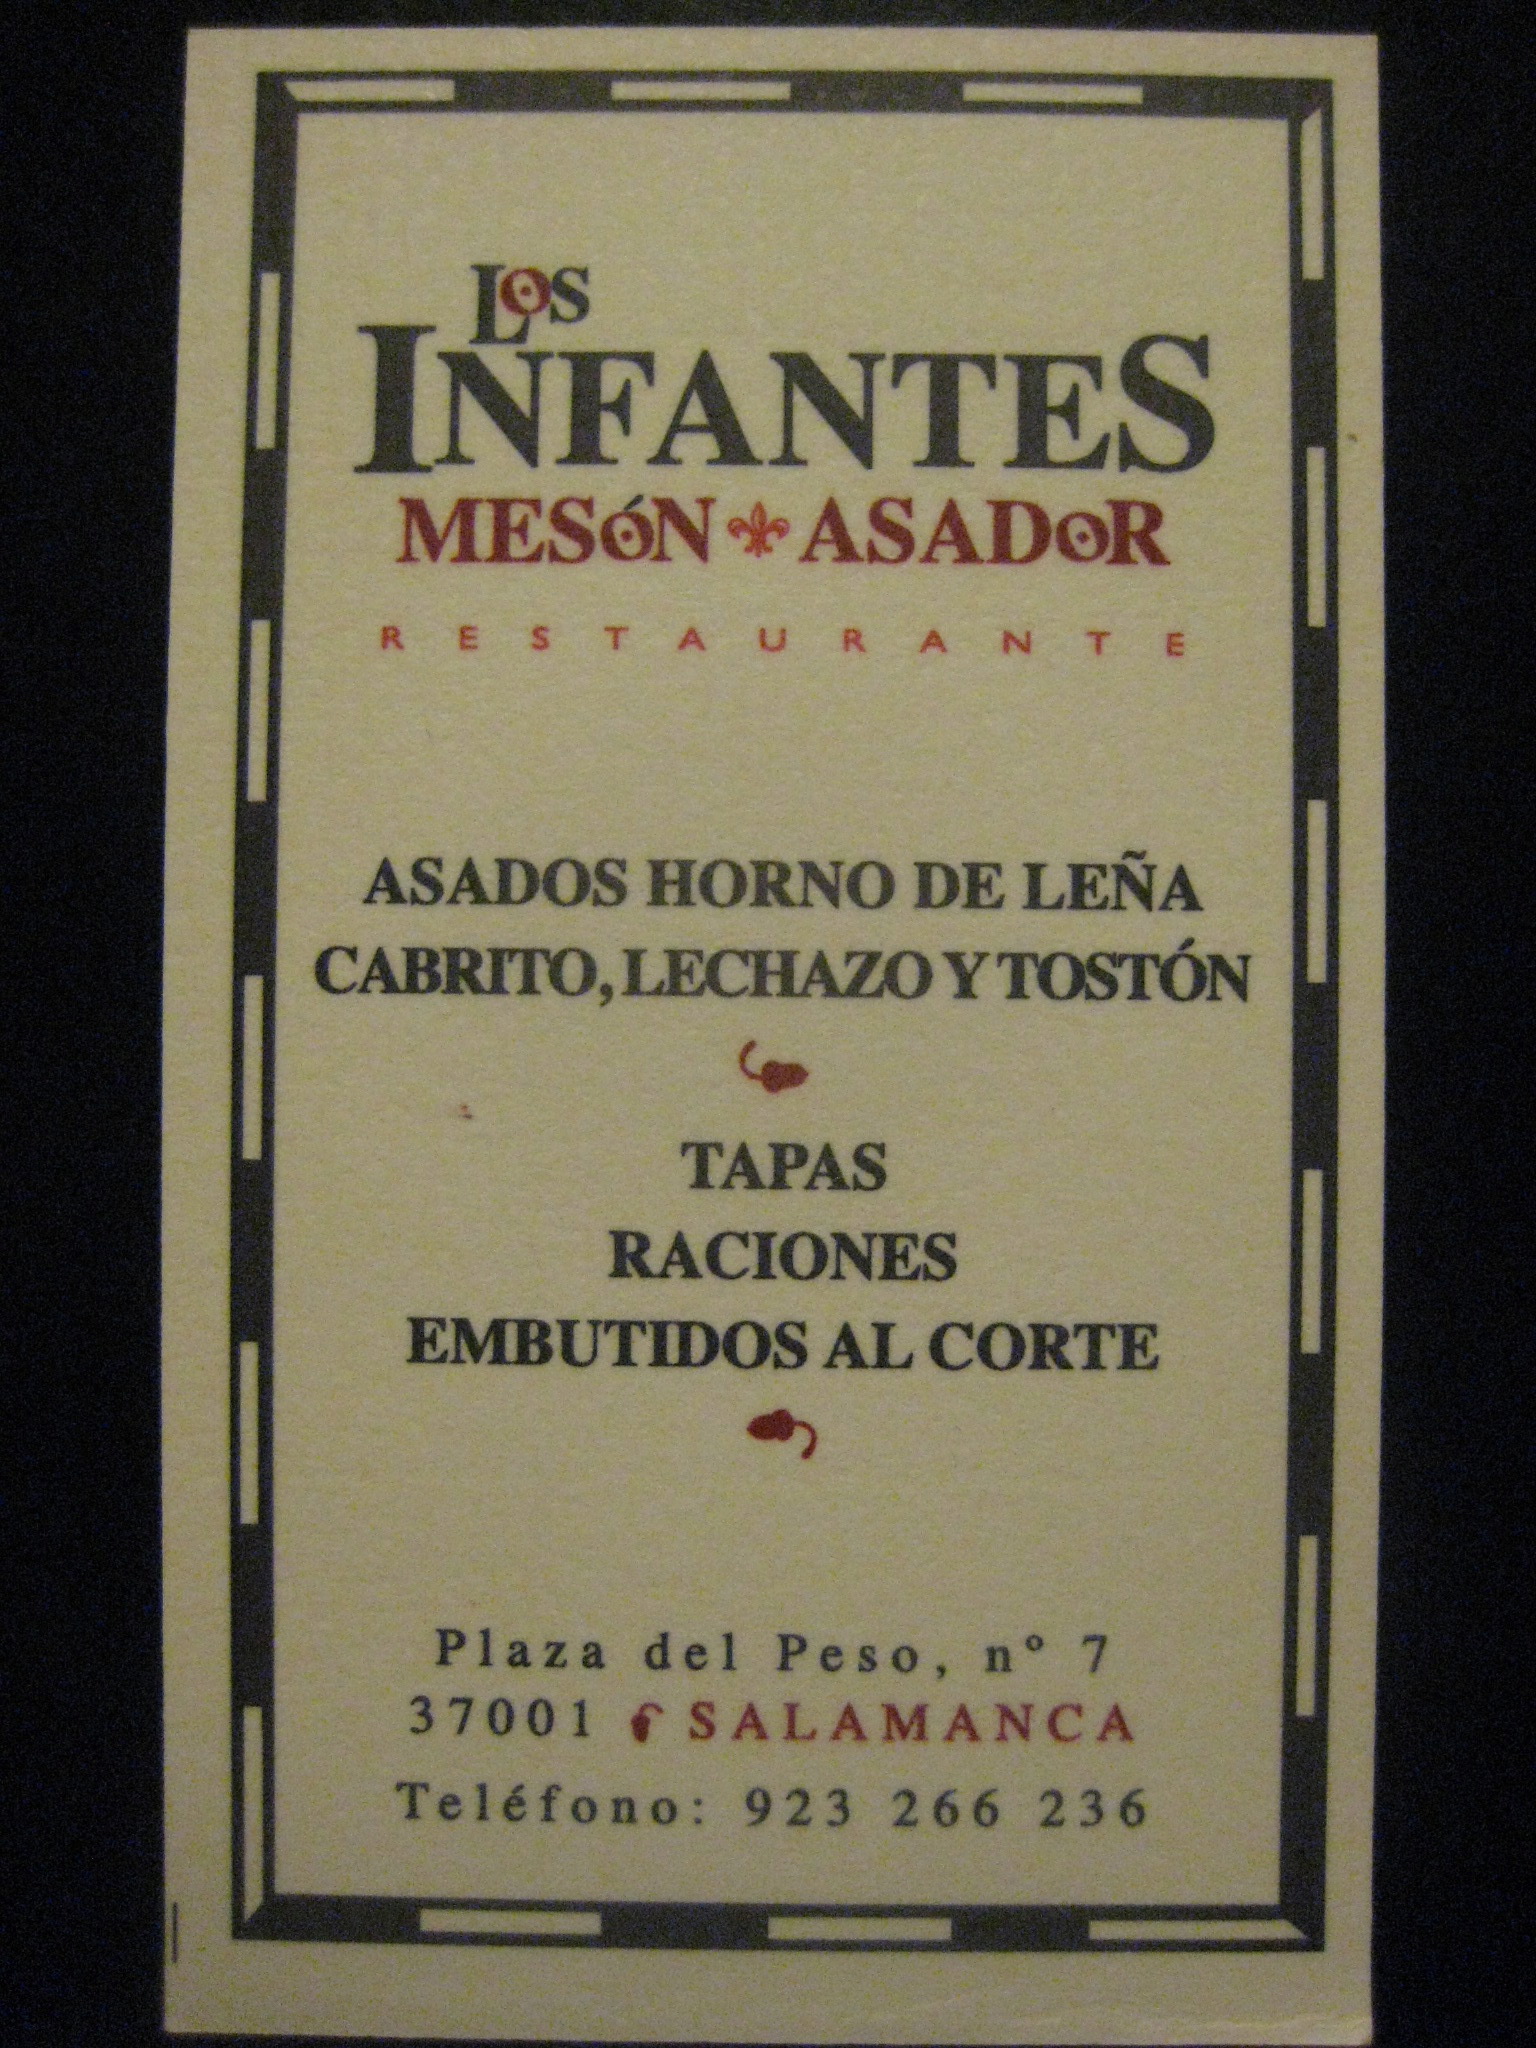 Los
INFANTES
MESóN ASADoR
RESTAURANTE
ASADOS HORNO DE LEÑA
CABRITO, LECHAZO Y TOSTÓN
TAPAS
RACIONES
EMBUTIDOS AL CORTE
Plaza del Peso, nº 7
37001 SALAMANCA
Teléfono: 923 266 236